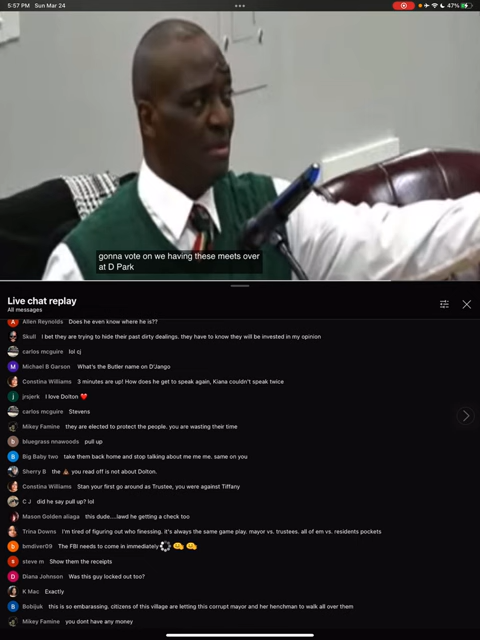 5:57 PM Sun Mar 24
47%
gonna vote on we having these meets over
at D Park
Live chat replay
All messages
A Allen Reynolds Does he even know where he is??
Skull I bet they are trying to hide their past dirty dealings. they have to know they will be invested in my opinion
carlos mcguire lol cj
M Michael B Garson What's the Butler name on D'Jango
Constina Williams 3 minutes are up! How does he get to speak again, Kiana couldn't speak twice
j jrsjerk I love Dolton ❤️
carlos mcguire Stevens
Mikey Famine they are elected to protect the people. you are wasting their time
b bluegrass nnawoods pull up
B Big Baby two take them back home and stop talking about me me me. same on you
Sherry B the 💩 you read off is not about Dolton.
Constina Williams Stan your first go around as Trustee, you were against Tiffany
C J did he say pull up? lol
Mason Golden aliaga this dude....lawd he getting a check too
Trina Downs I'm tired of figuring out who finessing. it's always the same game play. mayor vs. trustees. all of em vs. residents pockets
b bmdiver09 The FBI needs to come in immediately
s steve m Show them the receipts
D Diana Johnson Was this guy locked out too?
K Mac Exactly
B Bobijuk this is so embarassing. citizens of this village are letting this corrupt mayor and her henchman to walk all over them
Mikey Famine you dont have any money